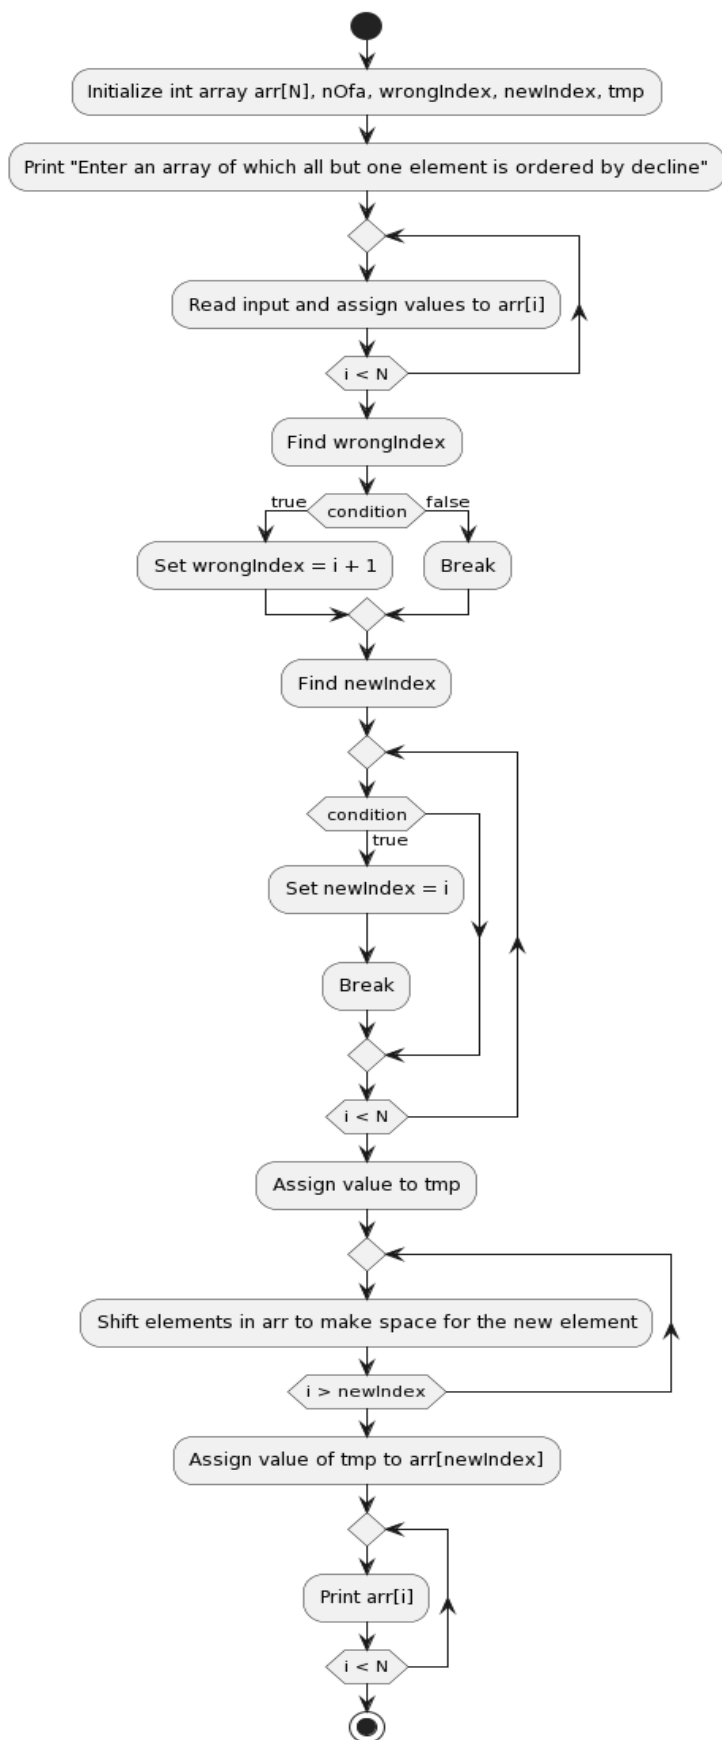 Initialize int array arr[N], nOfa, wrongIndex, newIndex, tmp
Print "Enter an array of which all but one element is ordered by decline"
Read input and assign values to arr[i]
i < N
Find wrongIndex
true
condition
false
Set wrongIndex = i + 1
Break
Find newIndex
condition
true
Set newIndex = i
Break
i < N
Assign value to tmp
Shift elements in arr to make space for the new element
i > newIndex
Assign value of tmp to arr[newIndex]
Print arr[i]
i < N